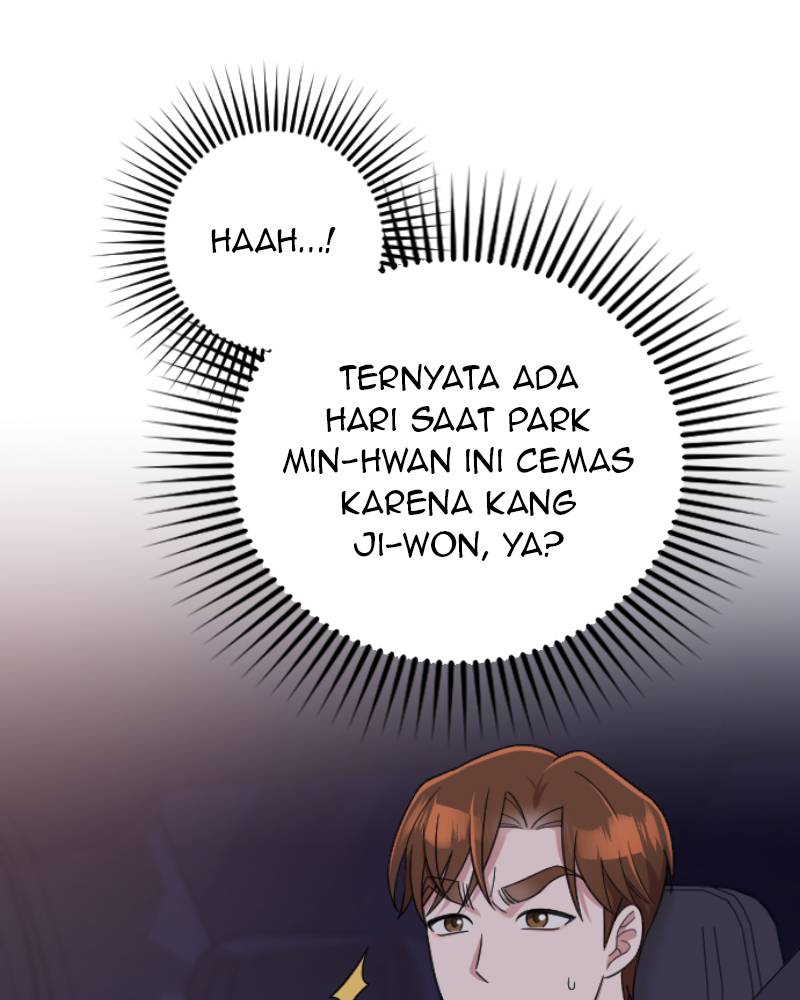 HAAH...!
TERNYATA ADA
HARI SAAT PARK
MIN-HWAN INI CEMAS
KARENA KANG
JI-WON, YA?